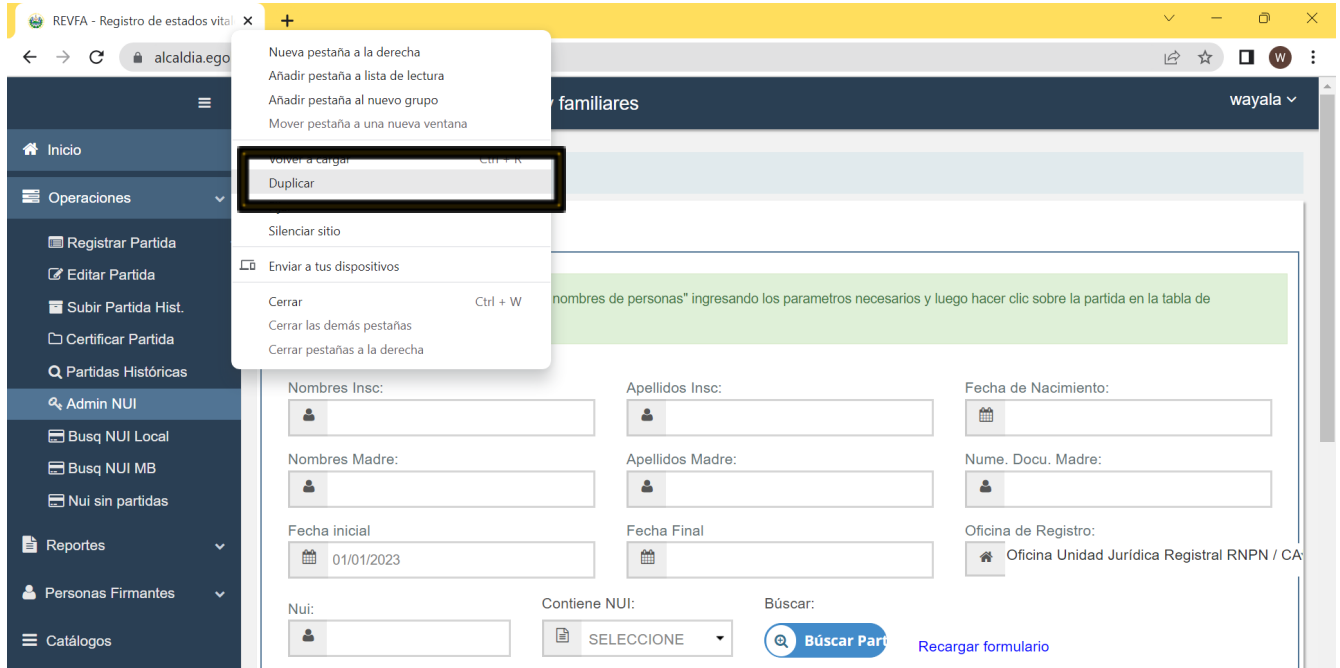 REVFA - Registro de estados vita
alcaldia.ego
W
Nueva pestaña a la derecha
Añadir pestaña a lista de lectura
Añadir pestaña al nuevo grupo
Mover pestaña a una nueva ventana
Volver a cargar Ctrl + R
Duplicar
Silenciar sitio
Enviar a tus dispositivos
Cerrar Ctrl + W
Cerrar las demás pestañas
Cerrar pestañas a la derecha
y familiares
wayala
Inicio
Operaciones
Registrar Partida
Editar Partida
Subir Partida Hist.
Certificar Partida
Partidas Históricas
Admin NUI
Busq NUI Local
Busq NUI MB
Nui sin partidas
Reportes
Personas Firmantes
Catálogos
nombres de personas" ingresando los parametros necesarios y luego hacer clic sobre la partida en la tabla de
Nombres Insc: Apellidos Insc: Fecha de Nacimiento:
Nombres Madre: Apellidos Madre: Nume. Docu. Madre:
Fecha inicial Fecha Final Oficina de Registro:
01/01/2023 Oficina Unidad Jurídica Registral RNPN / CA
Nui: Contiene NUI: Búscar:
SELECCIONE Búscar Part Recargar formulario